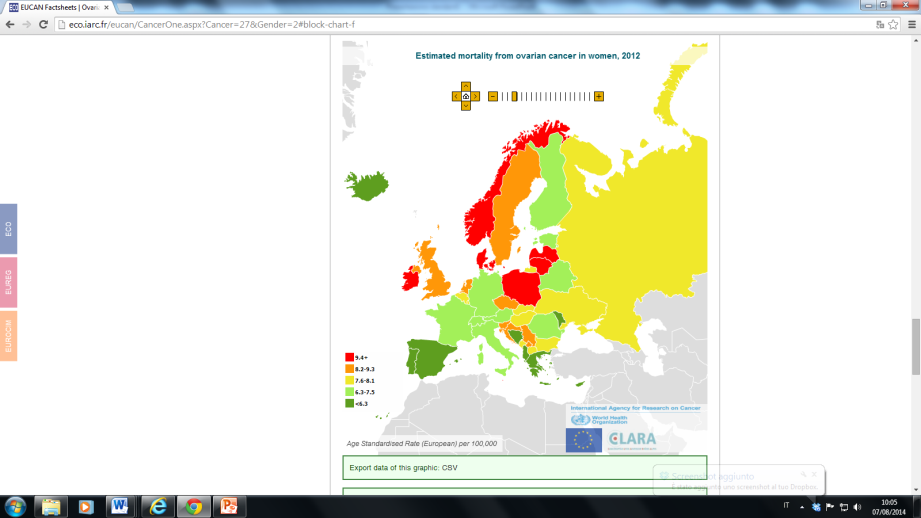 EUCAN Factsheets | Ovaria
eco.iarc.fr/eucan/CancerOne.aspx?Cancer=27&Gender=2#block-chart-f
Estimated mortality from ovarian cancer in women, 2012
ECO
EUREG
EUROCIM
9.4+
8.2-9.3
7.6-8.1
6.3-7.5
<6.3
International Agency for Research on Cancer
World Health
Organization
CLARA
Age Standardised Rate (European) per 100,000
Export data of this graphic: CSV
Screenshot aggiunto
È stato aggiunto uno screenshot al tuo Dropbox.
IT
10:05
07/08/2014